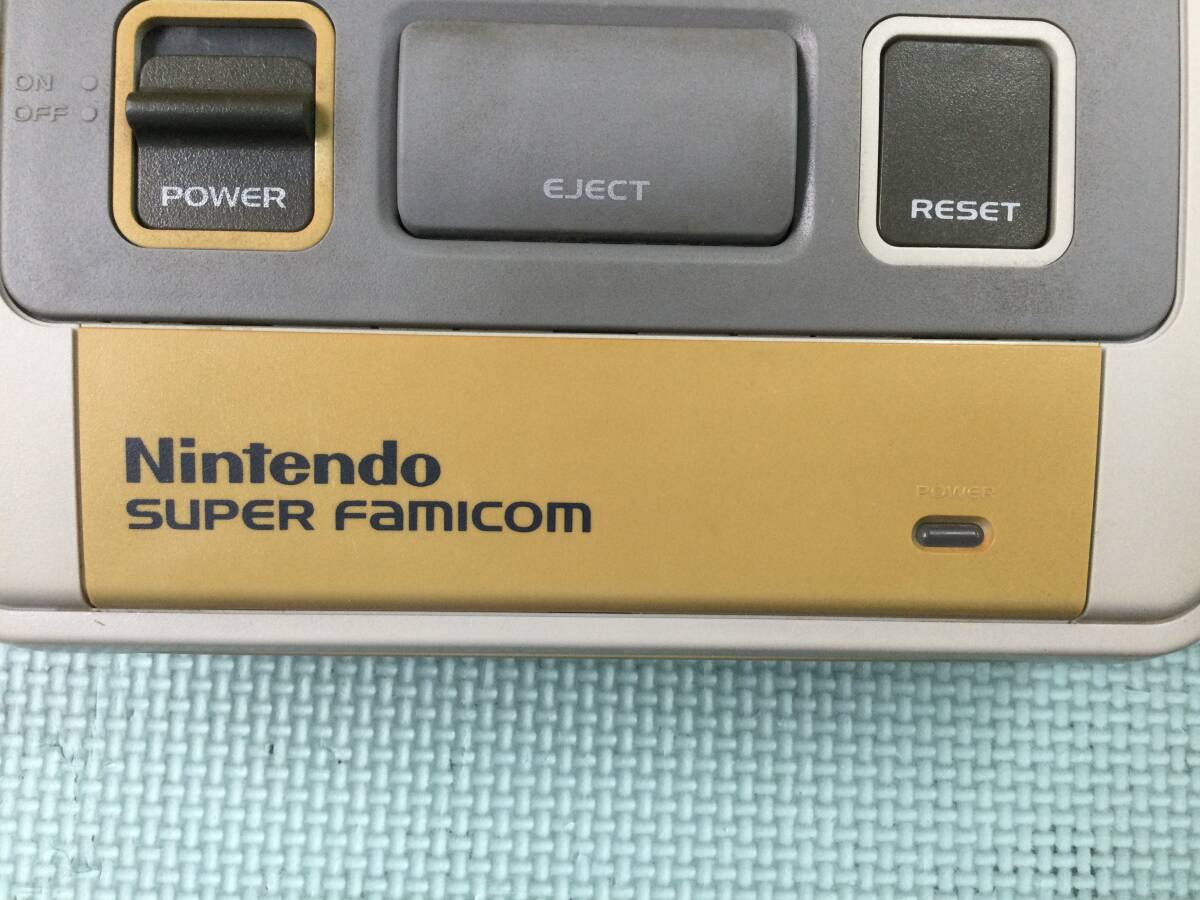 ON
OFF
POWER
EJECT
RESET
Nintendo
SUPER FAMICOM
POWER